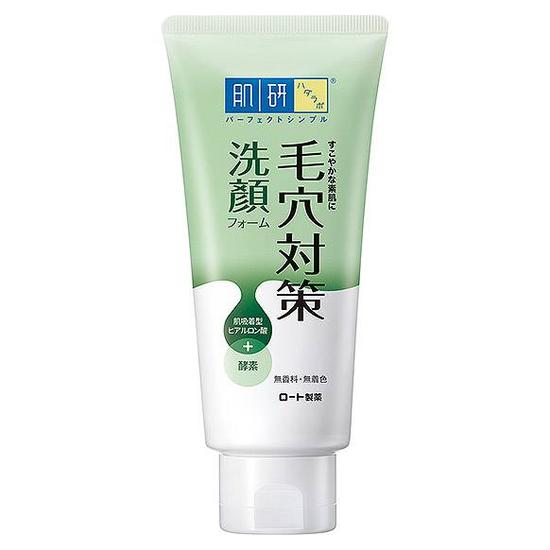 肌研
ハダラボ
®
パーフェクトシンプル
すこやかな素肌に
毛穴対策
洗顔
フォーム
肌吸着型
ヒアルロン酸
+
酵素
無香料・無着色
ロート製薬